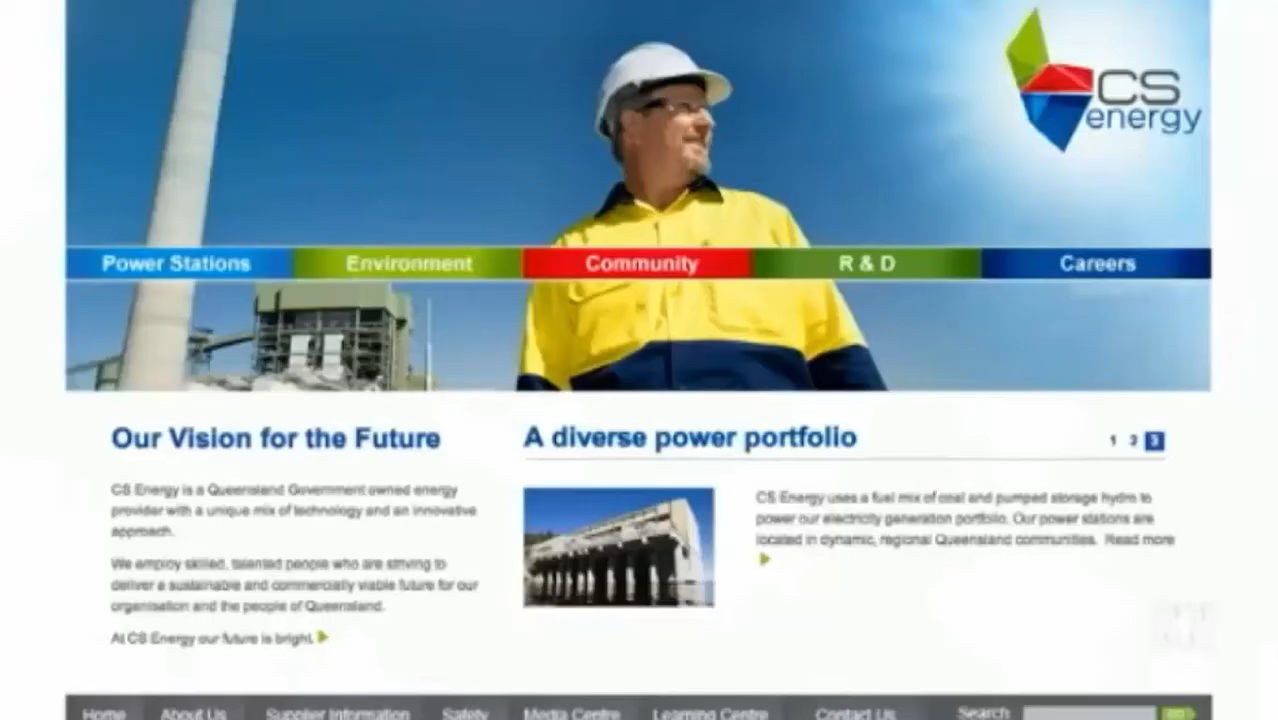 CS
energy
Power Stations Environment Community R & D Careers
Our Vision for the Future
CS Energy is a Queensland Government owned energy
provider with a unique mix of technology and an innovative
approach.
We employ skilled, talented people who are striving to
deliver a sustainable and commercially viable future for our
organisation and the people of Queensland.
At CS Energy our future is bright.
A diverse power portfolio
1 2 3
CS Energy uses a fuel mix of coal and pumped storage hydro to
power our electricity generation portfolio. Our power stations are
located in dynamic, regional Queensland communities. Read more
Home About Us Supplier Information Safety Media Centre Learning Centre Contact Us Search